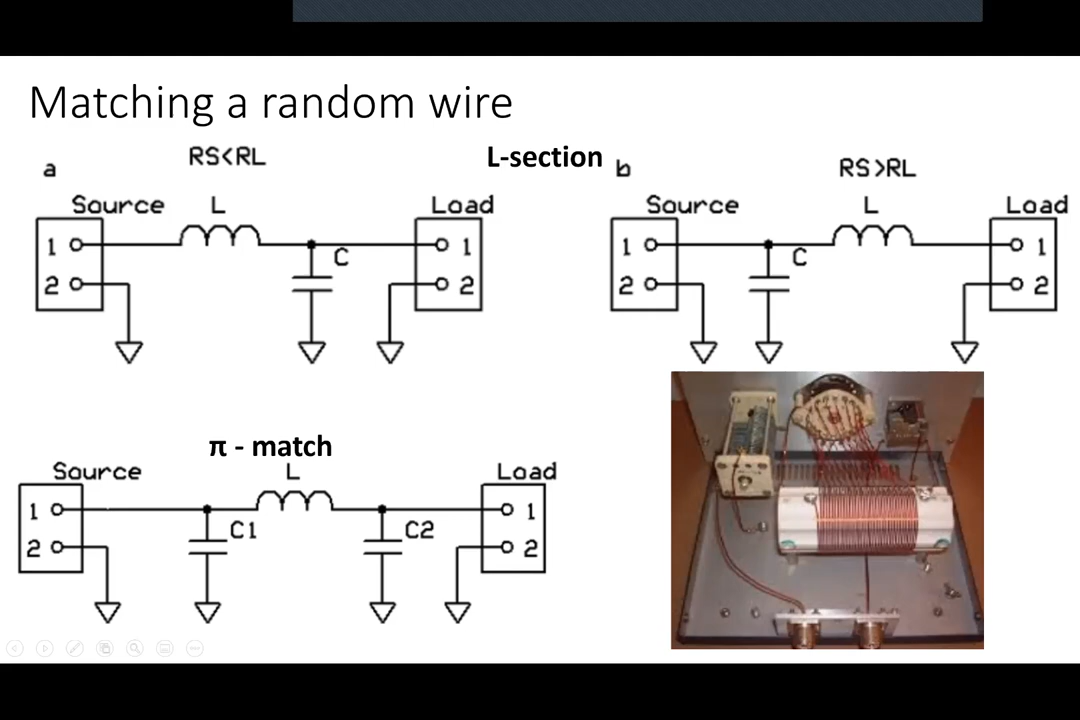 Matching a random wire
RS<RL
L-section
RS>RL
a
b
Source
L
Load
Source
L
Load
1
C
1
1
C
1
2
2
2
2
π - match
Source
L
Load
1
C1
C2
1
2
2